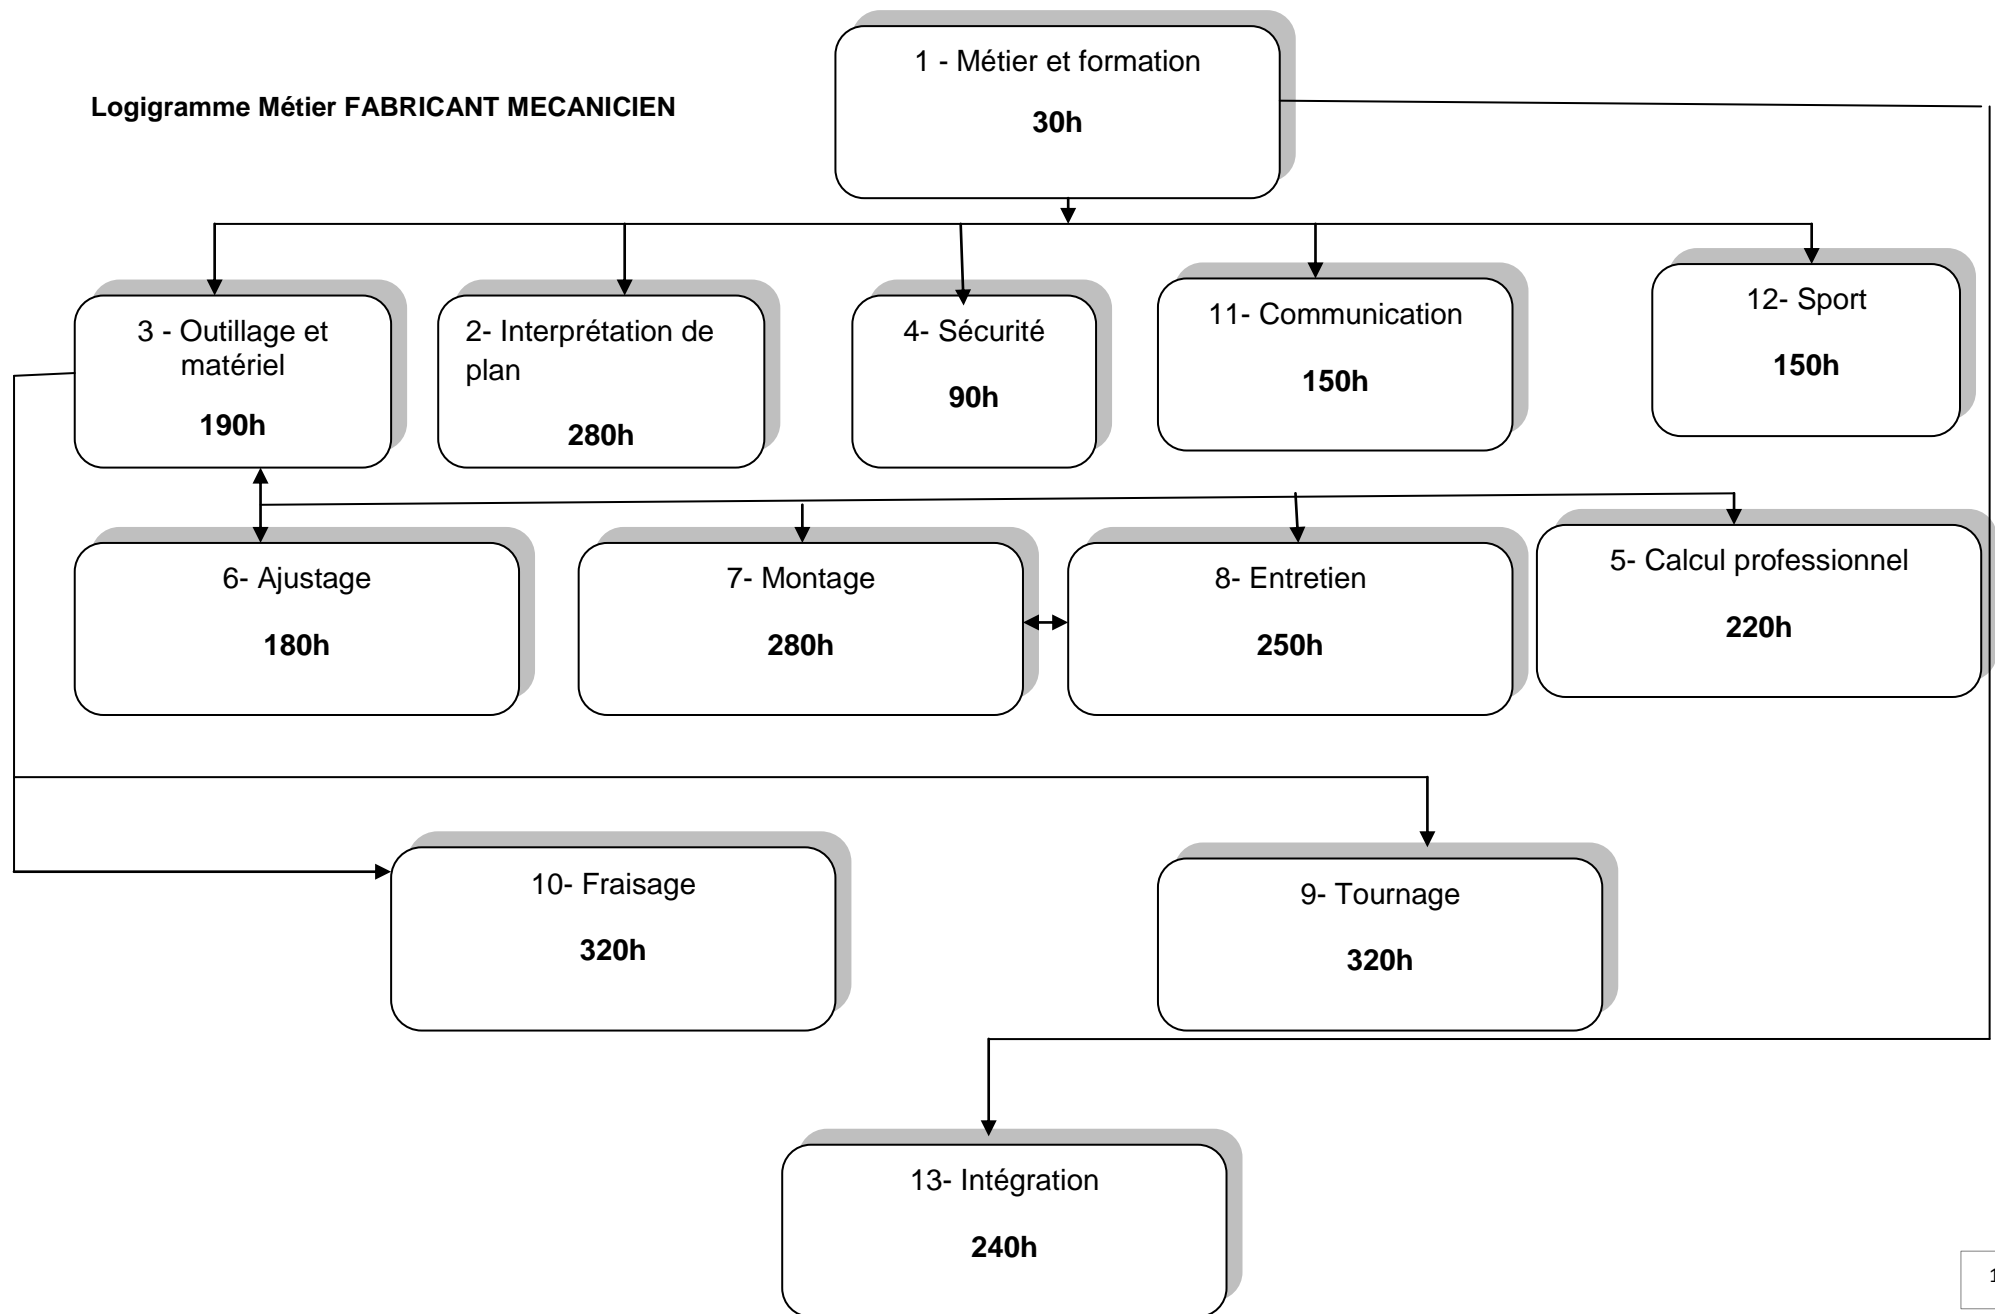 1 - Métier et formation
30h
Logigramme Métier FABRICANT MECANICIEN
3 - Outillage et
matériel
190h
2- Interprétation de
plan
280h
4- Sécurité
90h
11- Communication
150h
12- Sport
150h
6- Ajustage
180h
7- Montage
280h
8- Entretien
250h
5- Calcul professionnel
220h
10- Fraisage
320h
9- Tournage
320h
13- Intégration
240h
1